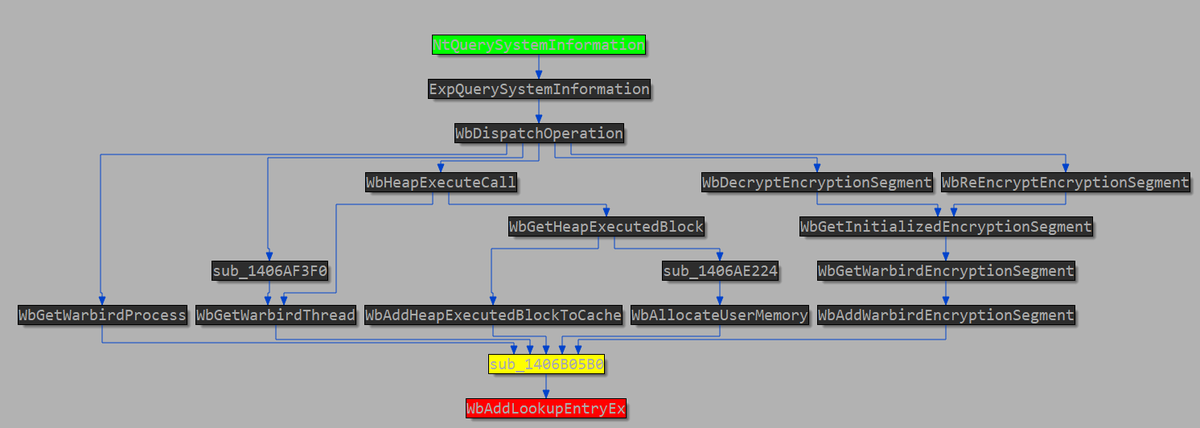 NtQuerySystemInformation
ExpQuerySystemInformation
WbDispatchOperation
WbHeapExecuteCall
WbDecryptEncryptionSegment
WbReEncryptEncryptionSegment
WbGetHeapExecutedBlock
WbGetInitializedEncryptionSegment
sub_1406AF3F0
sub_1406AE224
WbGetWarbirdEncryptionSegment
WbGetWarbirdProcess
WbGetWarbirdThread
WbAddHeapExecutedBlockToCache
WbAllocateUserMemory
WbAddWarbirdEncryptionSegment
sub_1406B05B0
WbAddLookupEntryEx